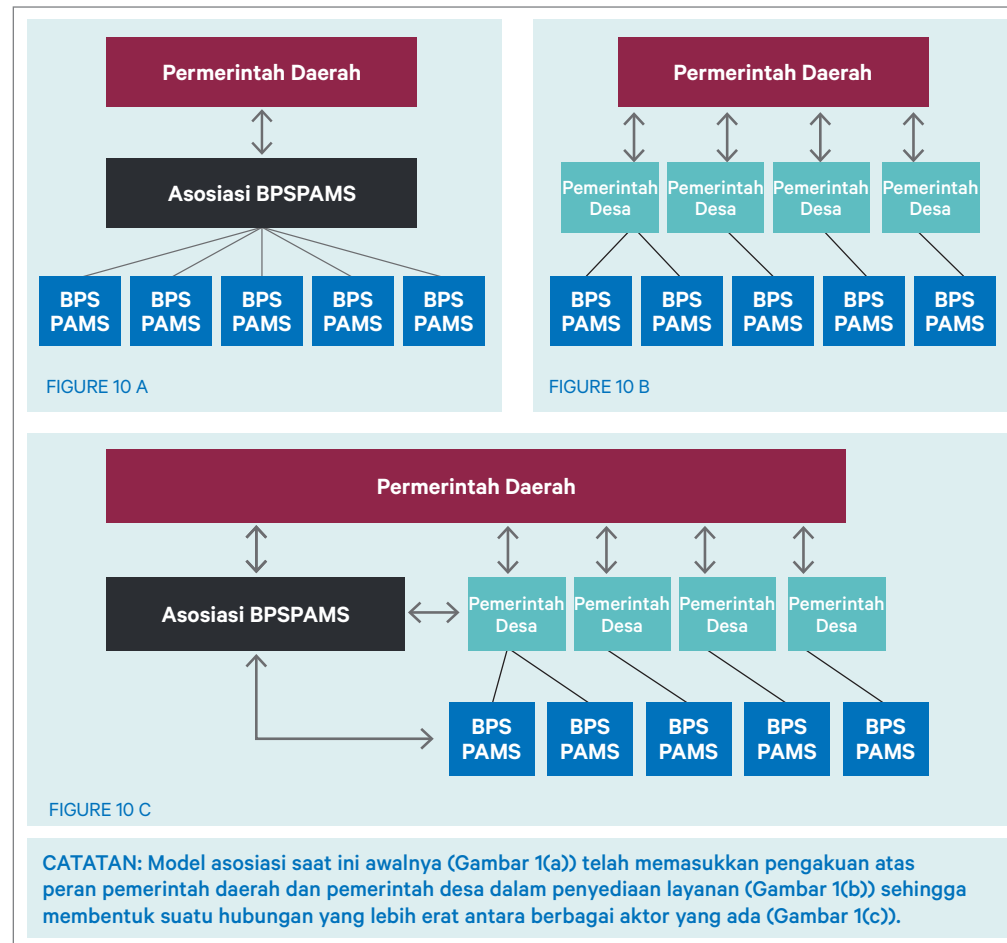 Permerintah Daerah
Asosiasi BPSPAMS
BPS
PAMS
BPS
PAMS
BPS
PAMS
BPS
PAMS
BPS
PAMS
FIGURE 10 A
Permerintah Daerah
Pemerintah
Desa
Pemerintah
Desa
Pemerintah
Desa
Pemerintah
Desa
BPS
PAMS
BPS
PAMS
BPS
PAMS
BPS
PAMS
BPS
PAMS
FIGURE 10 B
Permerintah Daerah
Asosiasi BPSPAMS
Pemerintah
Desa
Pemerintah
Desa
Pemerintah
Desa
Pemerintah
Desa
BPS
PAMS
BPS
PAMS
BPS
PAMS
BPS
PAMS
BPS
PAMS
FIGURE 10 C
CATATAN: Model asosiasi saat ini awalnya (Gambar 1(a)) telah memasukkan pengakuan atas
peran pemerintah daerah dan pemerintah desa dalam penyediaan layanan (Gambar 1(b)) sehingga
membentuk suatu hubungan yang lebih erat antara berbagai aktor yang ada (Gambar 1(c)).